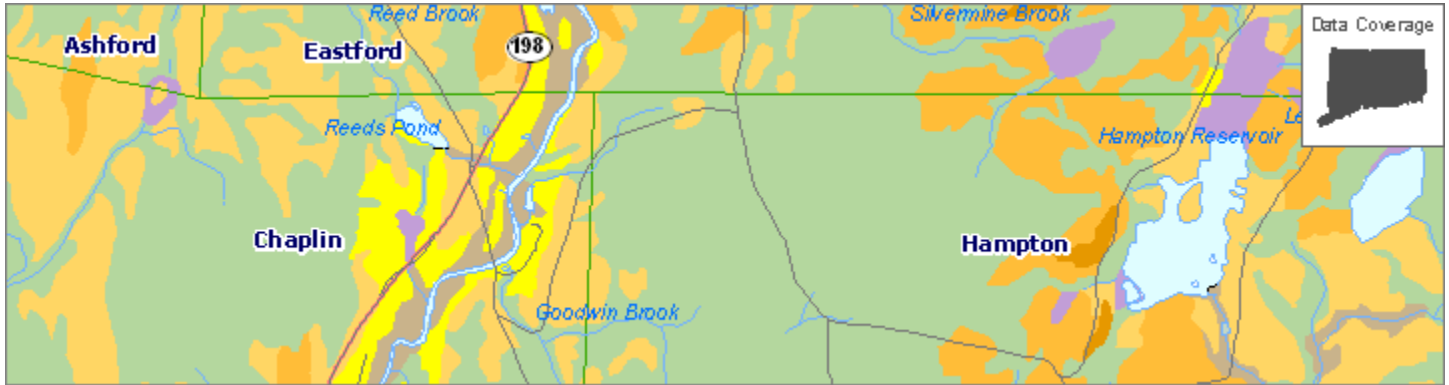 Reed Brook
Silvermine Brook
Data Coverage
Ashford
Eastford
198
Reeds Pond
Hampton Reservoir
Chaplin
Hampton
Goodwin Brook